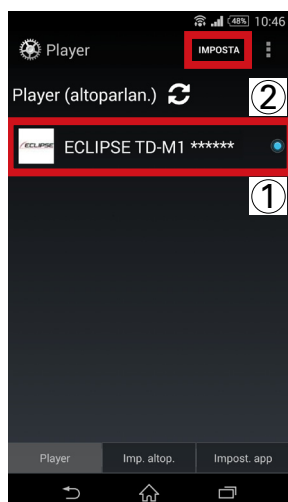 48% 10:46
Player IMPOSTA
Player (altoparlan.) 2
ECLIPSE ECLIPSE TD-M1 ******
1
Player Imp. altop. Impost. app